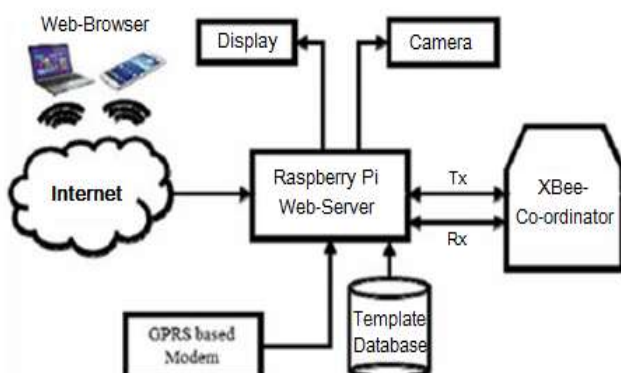 Web-Browser
Display
Camera
Internet
Raspberry Pi
Web-Server
Tx
Rx
XBee-
Co-ordinator
GPRS based
Modem
Template
Database